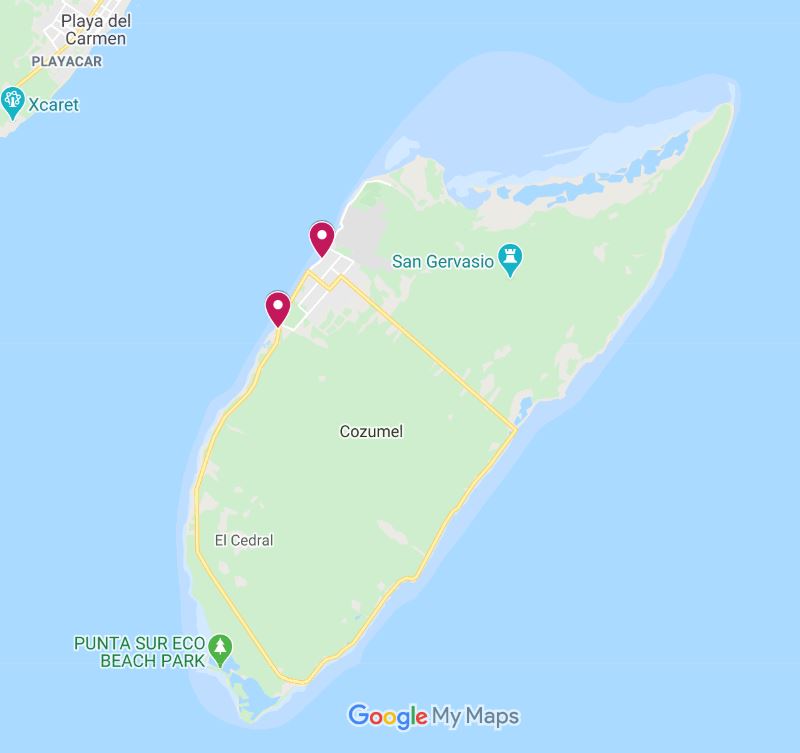 Playa del
Carmen
PLAYACAR
Xcaret
San Gervasio
Cozumel
El Cedral
PUNTA SUR ECO
BEACH PARK
Google My Maps